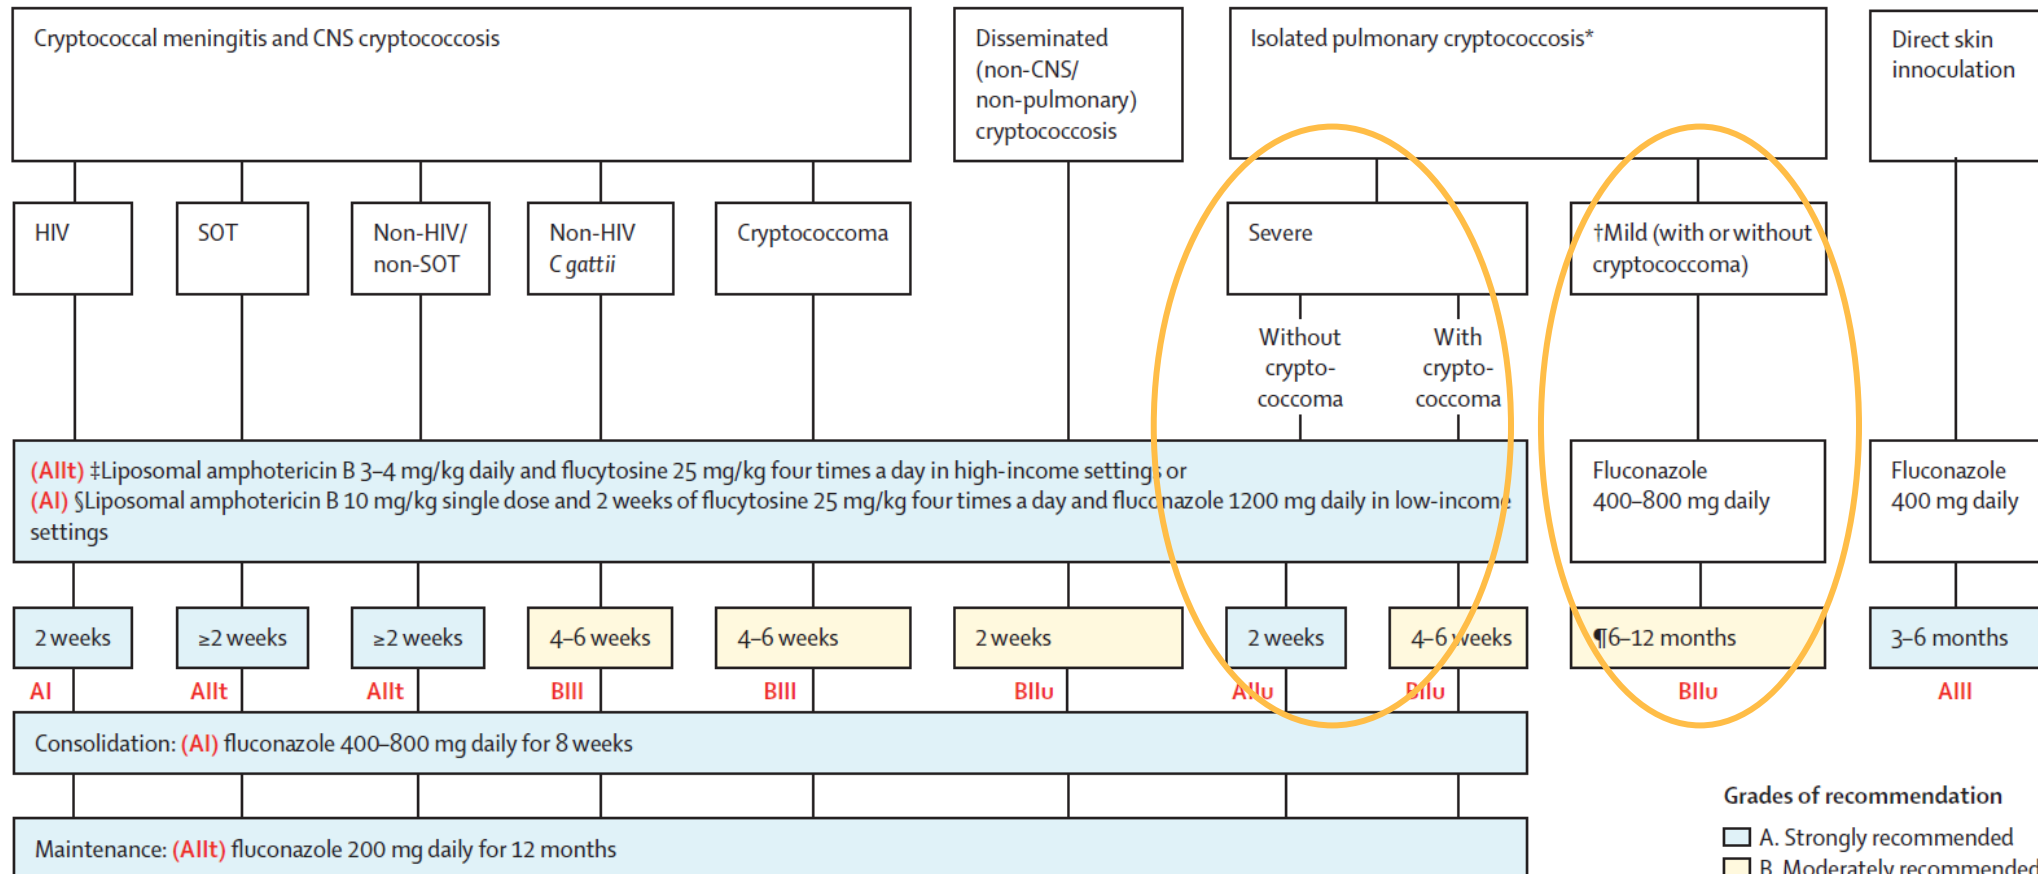 Cryptococcal meningitis and CNS cryptococcosis
Disseminated
(non-CNS/
non-pulmonary)
cryptococcosis
Isolated pulmonary cryptococcosis*
Direct skin
innoculation
HIV
SOT
Non-HIV/
non-SOT
Non-HIV
C gattii
Cryptococcoma
Severe
†Mild (with or without
cryptococcoma)
Without
crypto-
coccoma
With
crypto-
coccoma
(AIIt) ‡Liposomal amphotericin B 3–4 mg/kg daily and flucytosine 25 mg/kg four times a day in high-income settings or
(AI) §Liposomal amphotericin B 10 mg/kg single dose and 2 weeks of flucytosine 25 mg/kg four times a day and fluconazole 1200 mg daily in low-income
settings
Fluconazole
400–800 mg daily
Fluconazole
400 mg daily
2 weeks
≥2 weeks
≥2 weeks
4–6 weeks
4–6 weeks
2 weeks
2 weeks
4–6 weeks
¶6–12 months
3–6 months
AI
AIIt
AIIt
BIII
BIII
BIIu
AIIu
BIIu
BIIu
AIII
Consolidation: (AI) fluconazole 400–800 mg daily for 8 weeks
Maintenance: (AIIt) fluconazole 200 mg daily for 12 months
Grades of recommendation
A. Strongly recommended
B. Moderately recommended